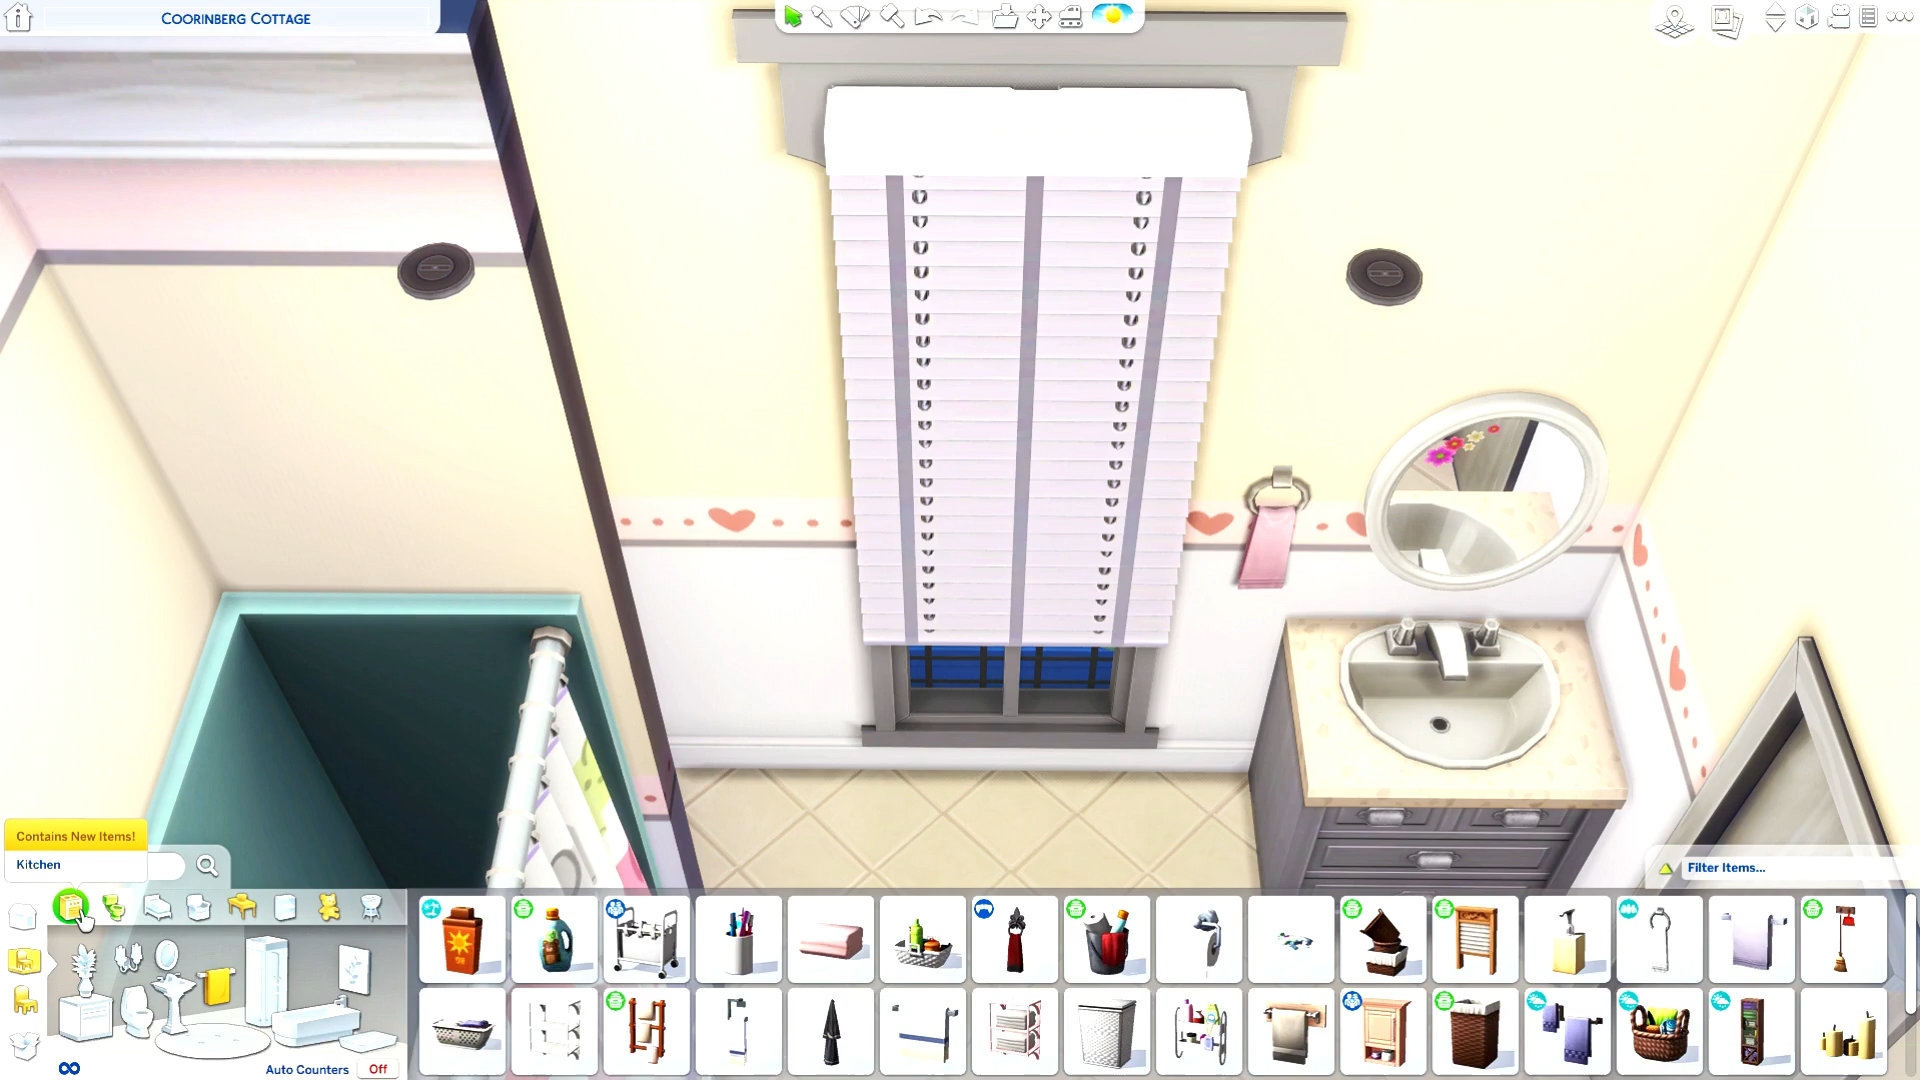 Coorinberg Cottage
Contains New Items!
Kitchen
Filter Items...
Auto Counters
Off